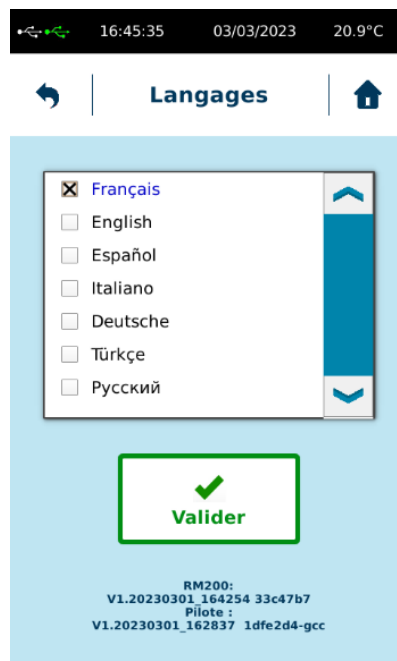 16:45:35 03/03/2023 20.9°C
Langages
Français
English
Español
Italiano
Deutsche
Türkçe
Русский
Valider
RM200:
V1.20230301_164254 33c47b7
Pilote :
V1.20230301_162837 1dfe2d4-gcc